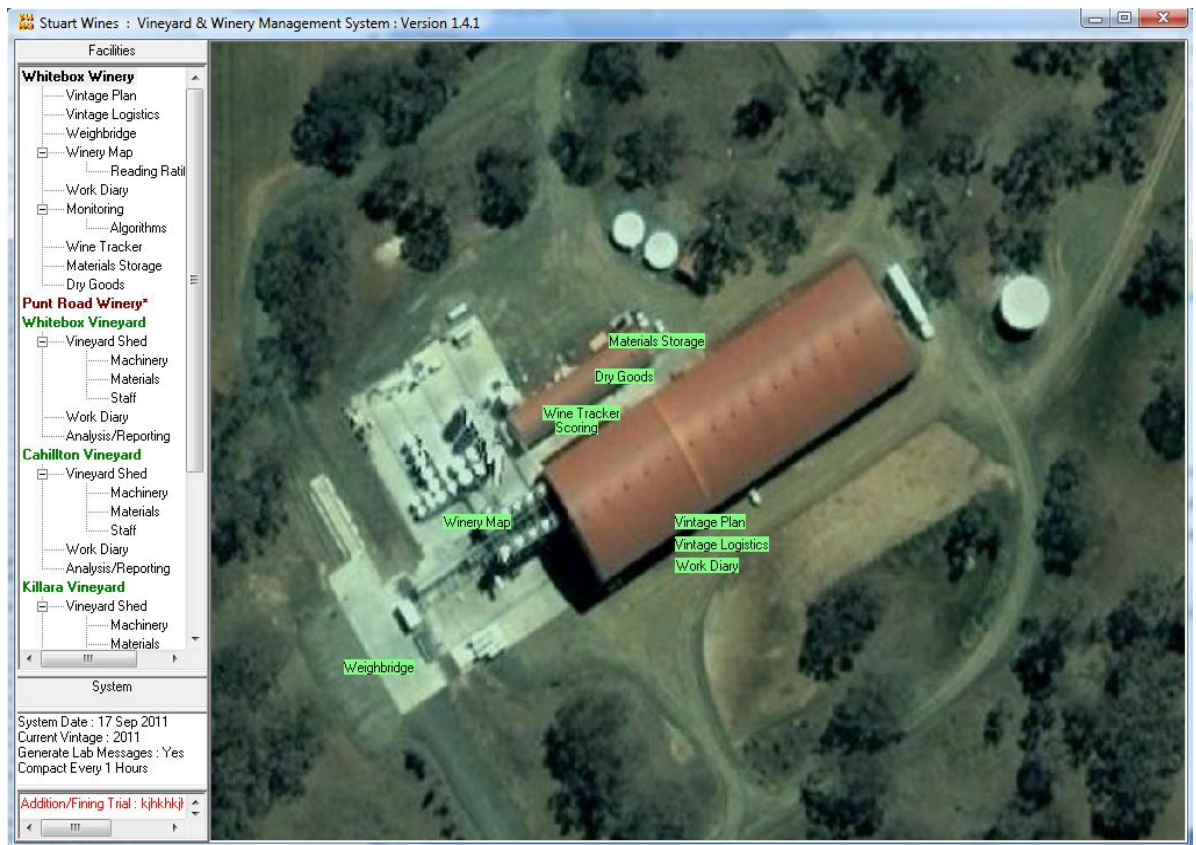 Stuart Wines : Vineyard & Winery Management System : Version 1.4.1
Facilities
Whitebox Winery
Vintage Plan
Vintage Logistics
Weighbridge
Winery Map
Reading Ratil
Work Diary
Monitoring
Algorithms
Wine Tracker
Materials Storage
Dry Goods
Punt Road Winery*
Whitebox Vineyard
Vineyard Shed
Machinery
Materials
Staff
Work Diary
Analysis/Reporting
Cahillton Vineyard
Vineyard Shed
Machinery
Materials
Staff
Work Diary
Analysis/Reporting
Killara Vineyard
Vineyard Shed
Machinery
Materials
System
System Date : 17 Sep 2011
Current Vintage : 2011
Generate Lab Messages : Yes
Compact Every 1 Hours
Addition/Fining Trial : kjhkhkjh
Materials Storage
Dry Goods
Wine Tracker
Scoring
Winery Map
Vintage Plan
Vintage Logistics
Work Diary
Weighbridge